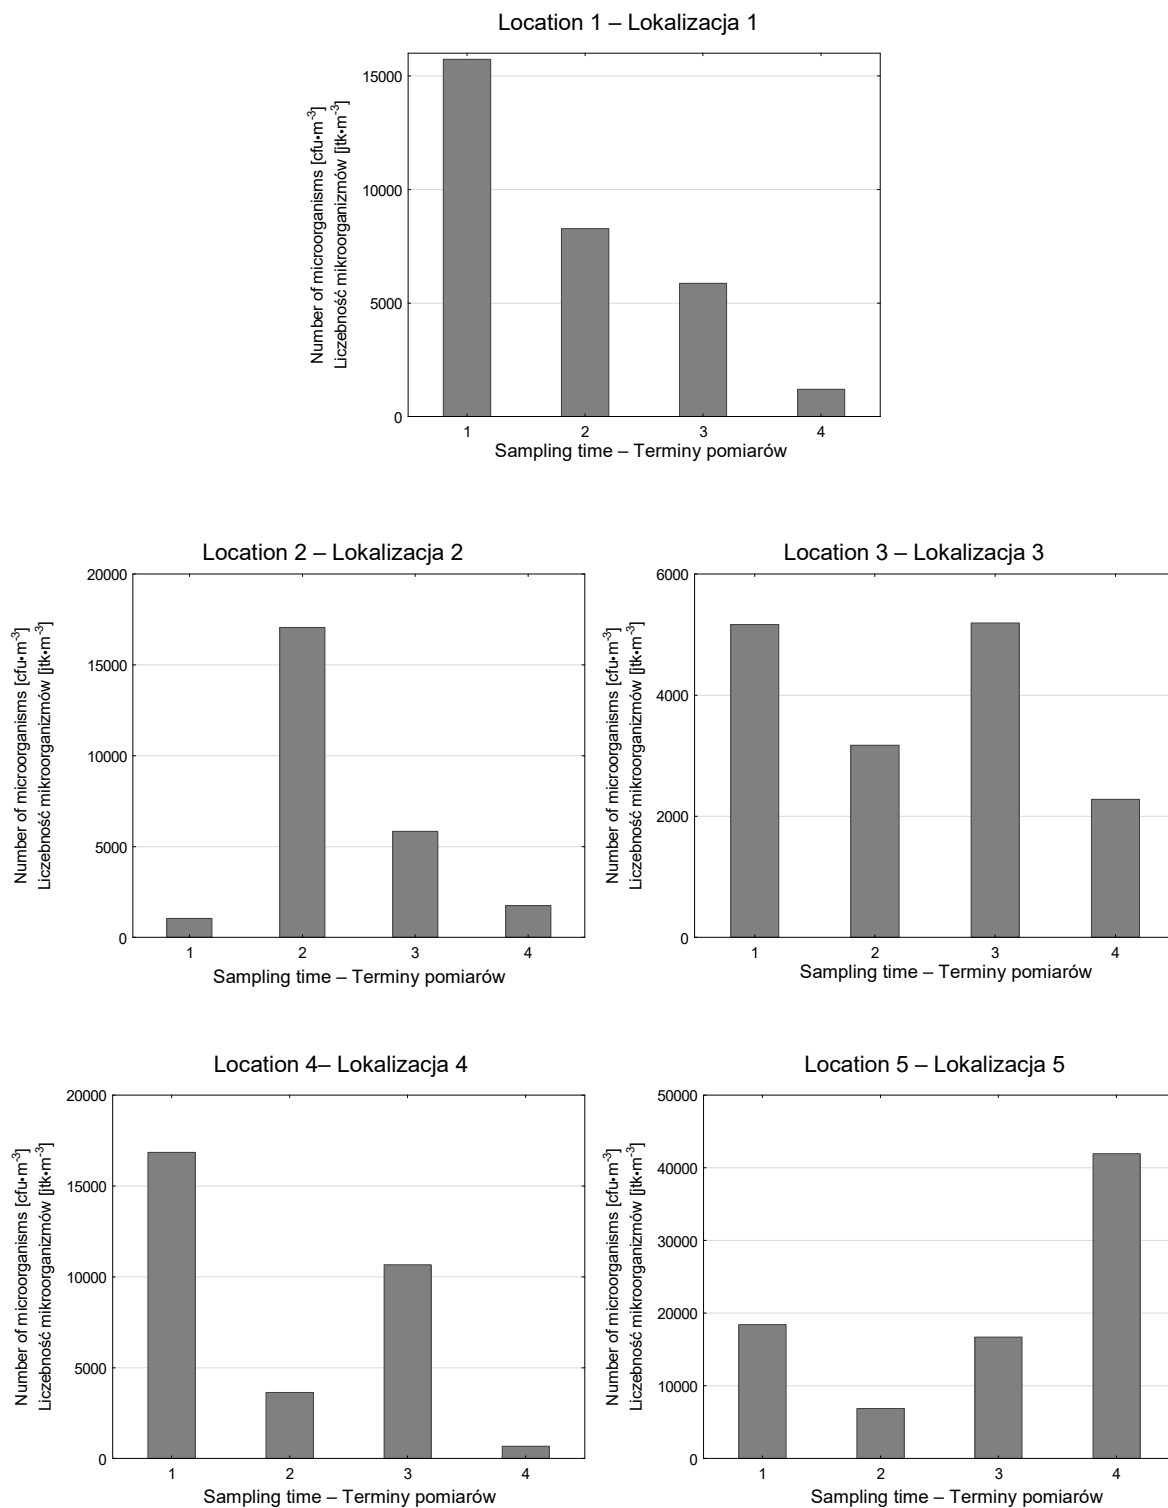 Location 1 – Lokalizacja 1
Number of microorganisms [cfu•m⁻³]
Liczebność mikroorganizmów [jtk•m⁻³]
15000
10000
5000
0
1 2 3 4
Sampling time – Terminy pomiarów
Location 2 – Lokalizacja 2
Number of microorganisms [cfu•m⁻³]
Liczebność mikroorganizmów [jtk•m⁻³]
20000
15000
10000
5000
0
1 2 3 4
Sampling time – Terminy pomiarów
Location 3 – Lokalizacja 3
Number of microorganisms [cfu•m⁻³]
Liczebność mikroorganizmów [jtk•m⁻³]
6000
4000
2000
0
1 2 3 4
Sampling time – Terminy pomiarów
Location 4– Lokalizacja 4
Number of microorganisms [cfu•m⁻³]
Liczebność mikroorganizmów [jtk•m⁻³]
20000
15000
10000
5000
0
1 2 3 4
Sampling time – Terminy pomiarów
Location 5 – Lokalizacja 5
Number of microorganisms [cfu•m⁻³]
Liczebność mikroorganizmów [jtk•m⁻³]
50000
40000
30000
20000
10000
0
1 2 3 4
Sampling time – Terminy pomiarów